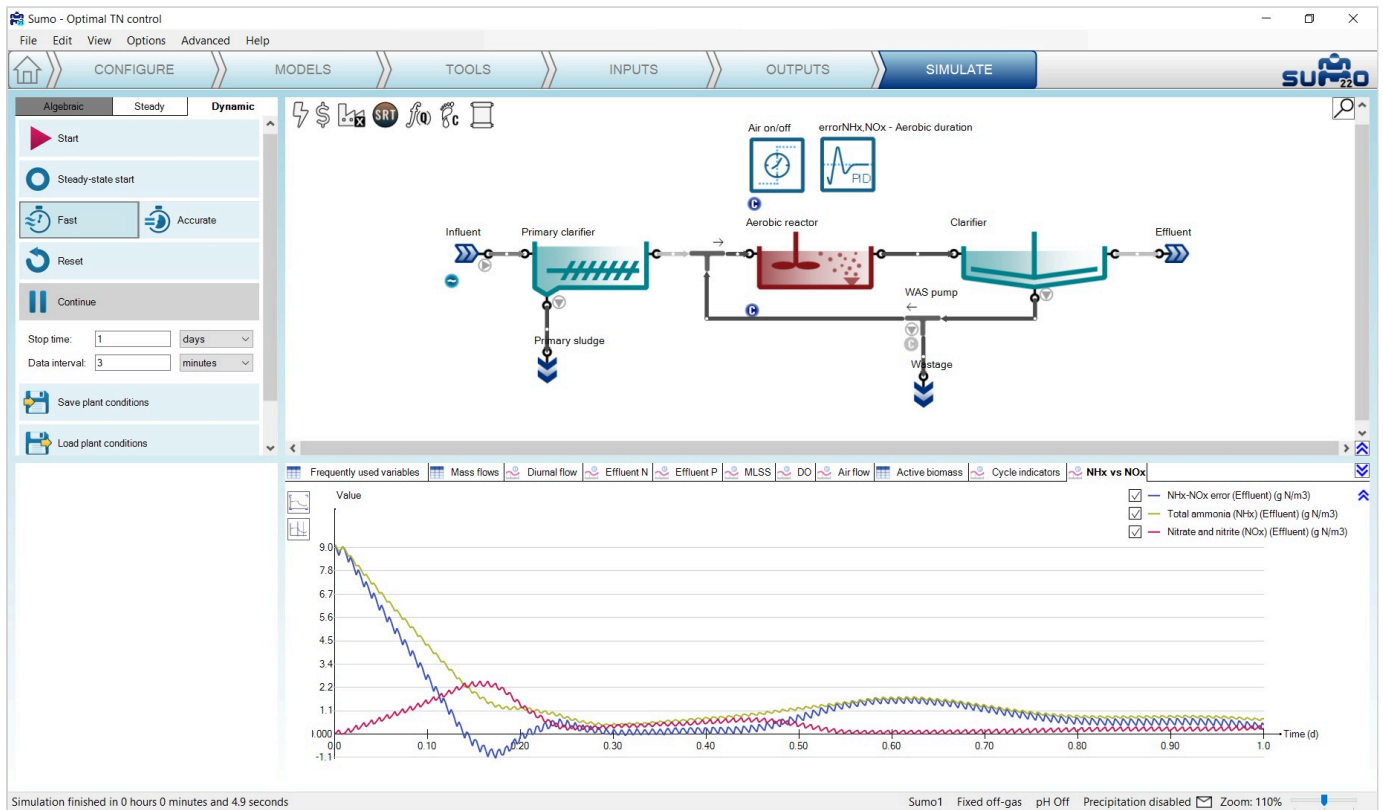 Sumo - Optimal TN control
File Edit View Options Advanced Help
CONFIGURE MODELS TOOLS INPUTS OUTPUTS SIMULATE
SUMO 22
Algebraic Steady Dynamic
Start
Steady-state start
Fast Accurate
Reset
Continue
Stop time: 1 days
Data interval: 3 minutes
Save plant conditions
Load plant conditions
$ x SRT f(Q) C
Air on/off errorNHx,NOx - Aerobic duration
PID
C
Influent Primary clarifier Aerobic reactor Clarifier Effluent
C
WAS pump
C
Primary sludge
Wastage
Frequently used variables Mass flows Diurnal flow Effluent N Effluent P MLSS DO Air flow Active biomass Cycle indicators NHx vs NOx
Value
NHx-NOx error (Effluent) (g N/m3)
Total ammonia (NHx) (Effluent) (g N/m3)
Nitrate and nitrite (NOx) (Effluent) (g N/m3)
9.0
7.8
6.7
5.6
4.5
3.4
2.2
1.1
0.000
-1.1
0.0 0.10 0.20 0.30 0.40 0.50 0.60 0.70 0.80 0.90 1.0
Time (d)
Simulation finished in 0 hours 0 minutes and 4.9 seconds
Sumo1 Fixed off-gas pH Off Precipitation disabled Zoom: 110%